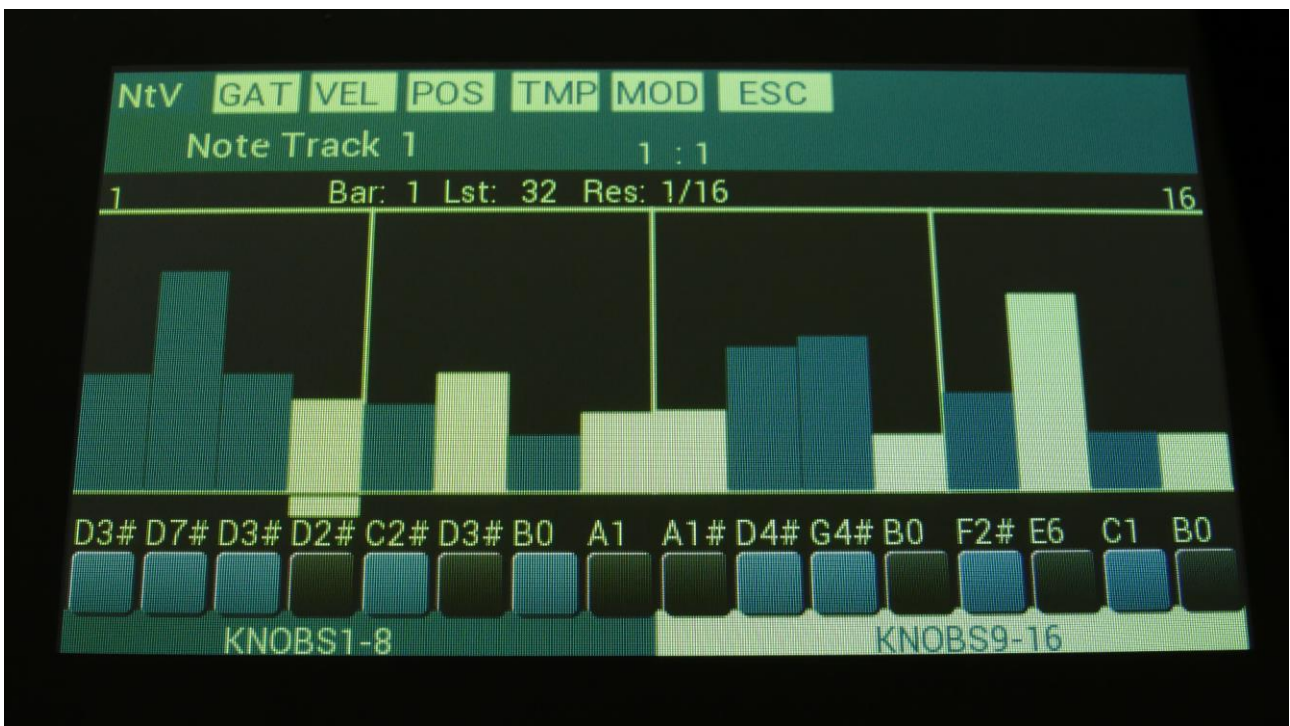 NtV GAT VEL POS TMP MOD ESC
Note Track 1 1 : 1
1 Bar: 1 Lst: 32 Res: 1/16 16
D3# D7# D3# D2# C2# D3# B0 A1 A1# D4# G4# B0 F2# E6 C1 B0
KNOBS1-8 KNOBS9-16